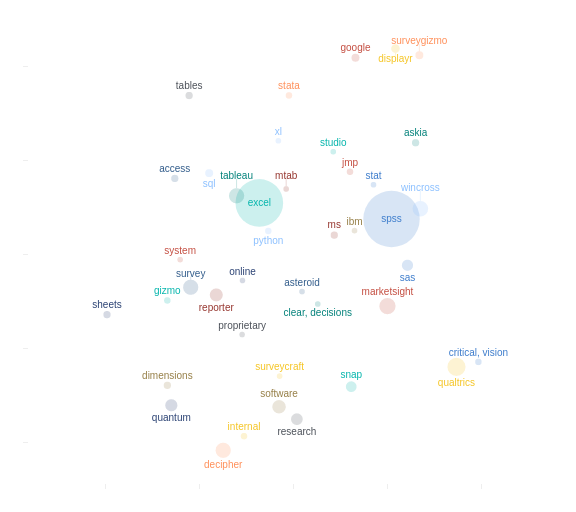 surveygizmo
google
displayr
tables
stata
xl
askia
studio
jmp
access
tableau
mtab
stat
sql
wincross
excel
spss
ms
ibm
python
system
online
survey
sas
asteroid
gizmo
marketsight
sheets
reporter
clear, decisions
proprietary
critical, vision
surveycraft
dimensions
snap
qualtrics
software
quantum
internal
research
decipher